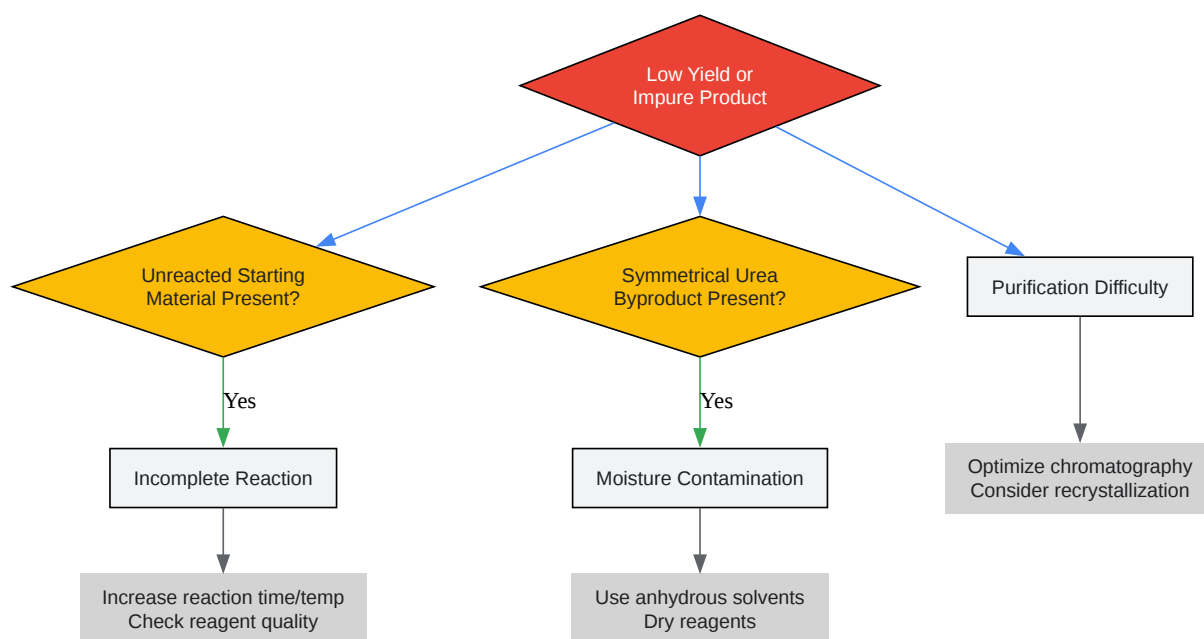 Low Yield or
Impure Product
Unreacted Starting
Material Present?
Symmetrical Urea
Byproduct Present?
Purification Difficulty
Yes
Yes
Incomplete Reaction
Moisture Contamination
Optimize chromatography
Consider recrystallization
Increase reaction time/temp
Check reagent quality
Use anhydrous solvents
Dry reagents